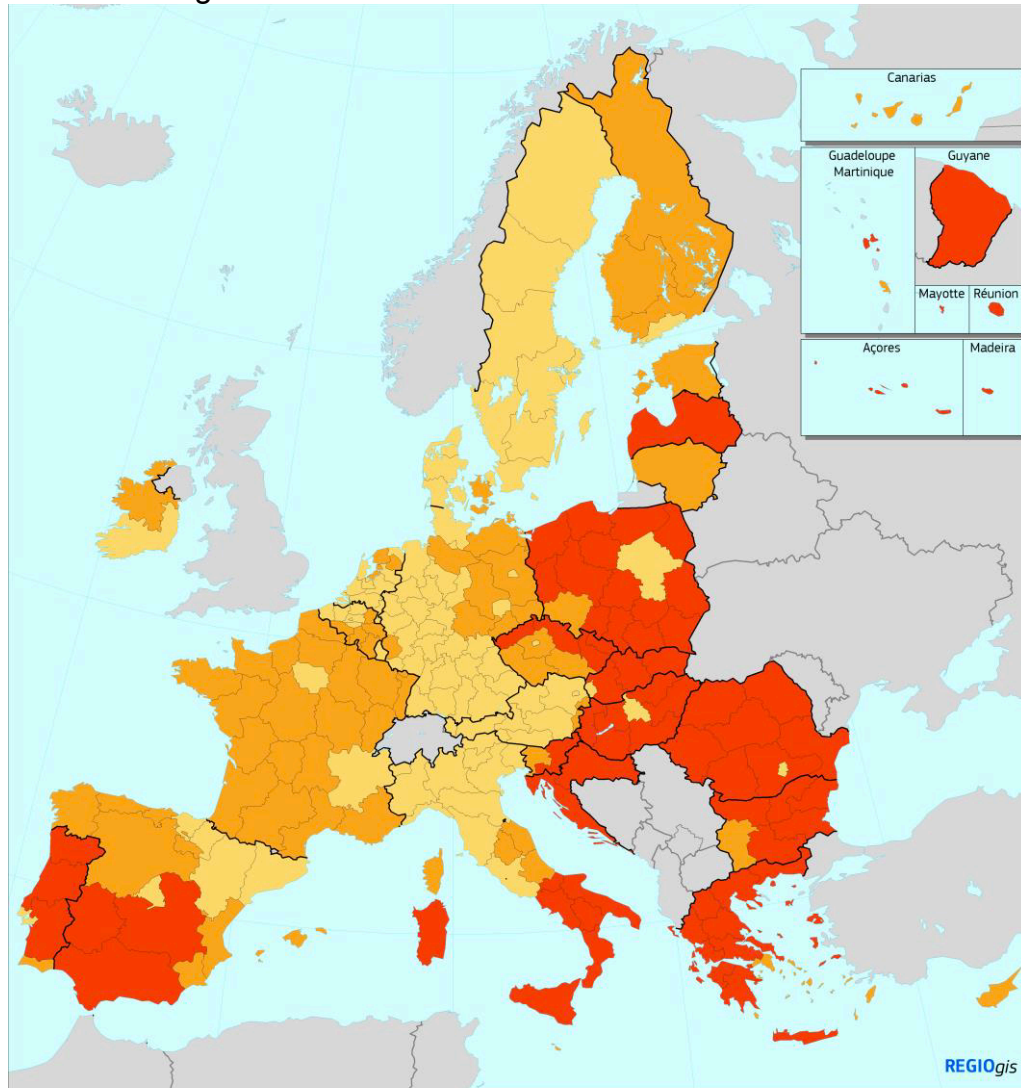 Canarias
Guadeloupe
Martinique
Guyane
Mayotte
Réunion
Açores
Madeira
REGIOgis